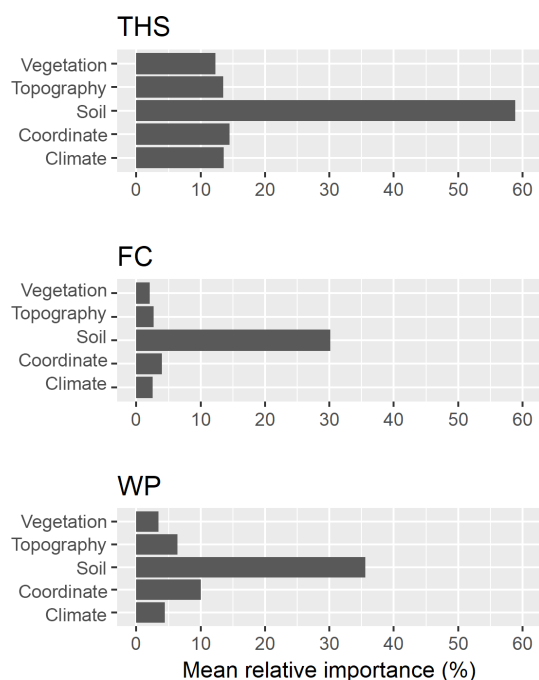 THS
Vegetation
Topography
Soil
Coordinate
Climate
0 10 20 30 40 50 60
FC
Vegetation
Topography
Soil
Coordinate
Climate
0 10 20 30 40 50 60
WP
Vegetation
Topography
Soil
Coordinate
Climate
0 10 20 30 40 50 60
Mean relative importance (%)